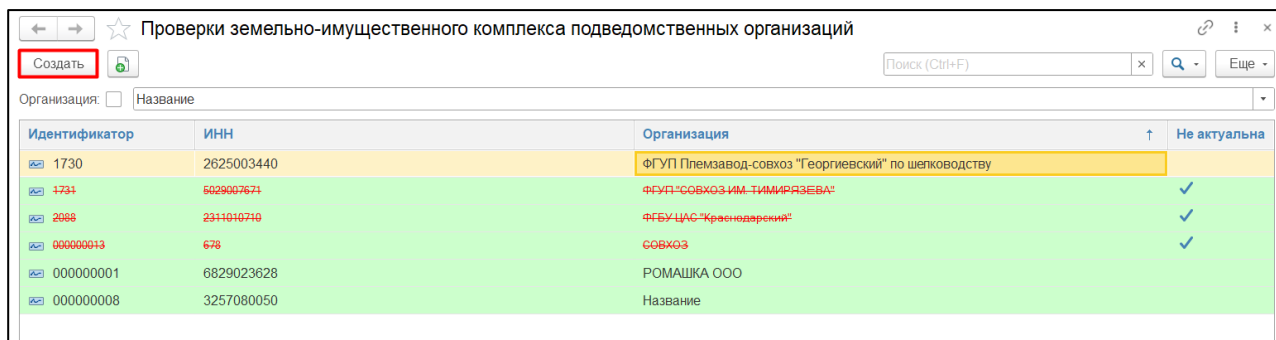 Проверки земельно-имущественного комплекса подведомственных организаций
Создать Поиск (Ctrl+F) Еще
Организация: Название
Идентификатор ИНН Организация Не актуальна
1730 2625003440 ФГУП Племзавод-совхоз "Георгиевский" по шелководству
1731 5029007671 ФГУП "СОВХОЗ ИМ. ТИМИРЯЗЕВА"
2088 2311010710 ФГБУ ЦАС "Краснодарский"
000000013 678 СОВХОЗ
000000001 6829023628 РОМАШКА ООО
000000008 3257080050 Название